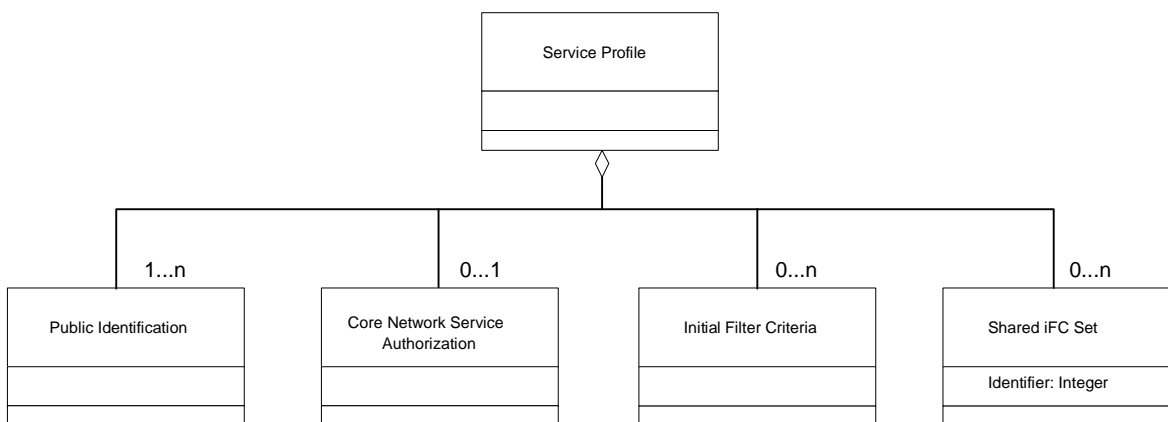 Service Profile
1...n
0...1
0...n
0...n
Public Identification
Core Network Service
Authorization
Initial Filter Criteria
Shared iFC Set
Identifier: Integer